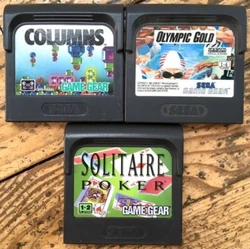 COLUMNS
GAME GEAR
SEGA
OLYMPIC GOLD
SEGA
GAME GEAR
SEGA
SOLITAIRE
POKER
GAME GEAR